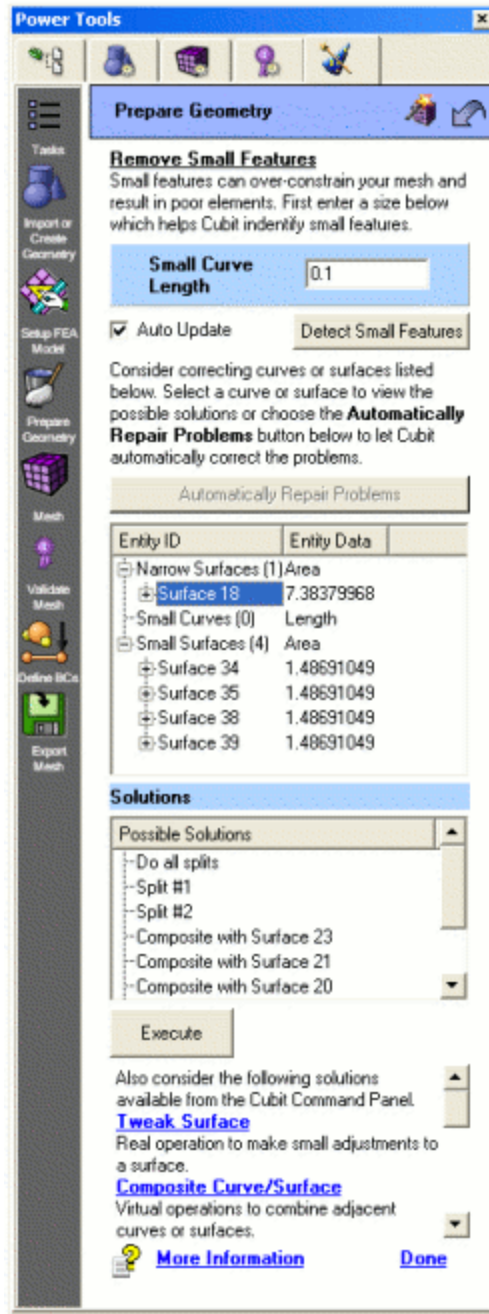 Power Tools
Prepare Geometry
Tasks
Import or
Create
Geometry
Setup FEA
Model
Prepare
Geometry
Mesh
Validate
Mesh
Define BCs
Export
Mesh
Remove Small Features
Small features can over-constrain your mesh and
result in poor elements. First enter a size below
which helps Cubit indentify small features.
Small Curve
Length
0.1
Auto Update
Detect Small Features
Consider correcting curves or surfaces listed
below. Select a curve or surface to view the
possible solutions or choose the Automatically
Repair Problems button below to let Cubit
automatically correct the problems.
Automatically Repair Problems
Entity ID Entity Data
Narrow Surfaces (1) Area
Surface 18 7.38379968
Small Curves (0) Length
Small Surfaces (4) Area
Surface 34 1.48691049
Surface 35 1.48691049
Surface 38 1.48691049
Surface 39 1.48691049
Solutions
Possible Solutions
Do all splits
Split #1
Split #2
Composite with Surface 23
Composite with Surface 21
Composite with Surface 20
Execute
Also consider the following solutions
available from the Cubit Command Panel.
Tweak Surface
Real operation to make small adjustments to
a surface.
Composite Curve/Surface
Virtual operations to combine adjacent
curves or surfaces.
More Information Done